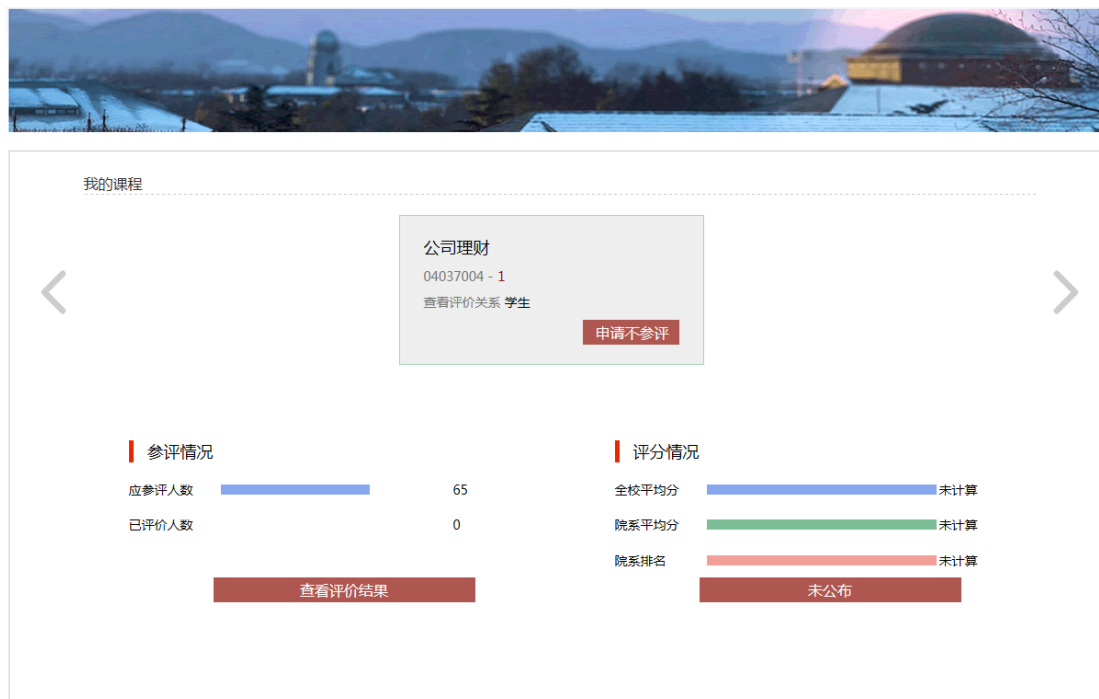 我的课程
公司理财
04037004 - 1
查看评价关系 学生
申请不参评
参评情况
应参评人数 65
已评价人数 0
查看评价结果
评分情况
全校平均分 未计算
院系平均分 未计算
院系排名 未计算
未公布